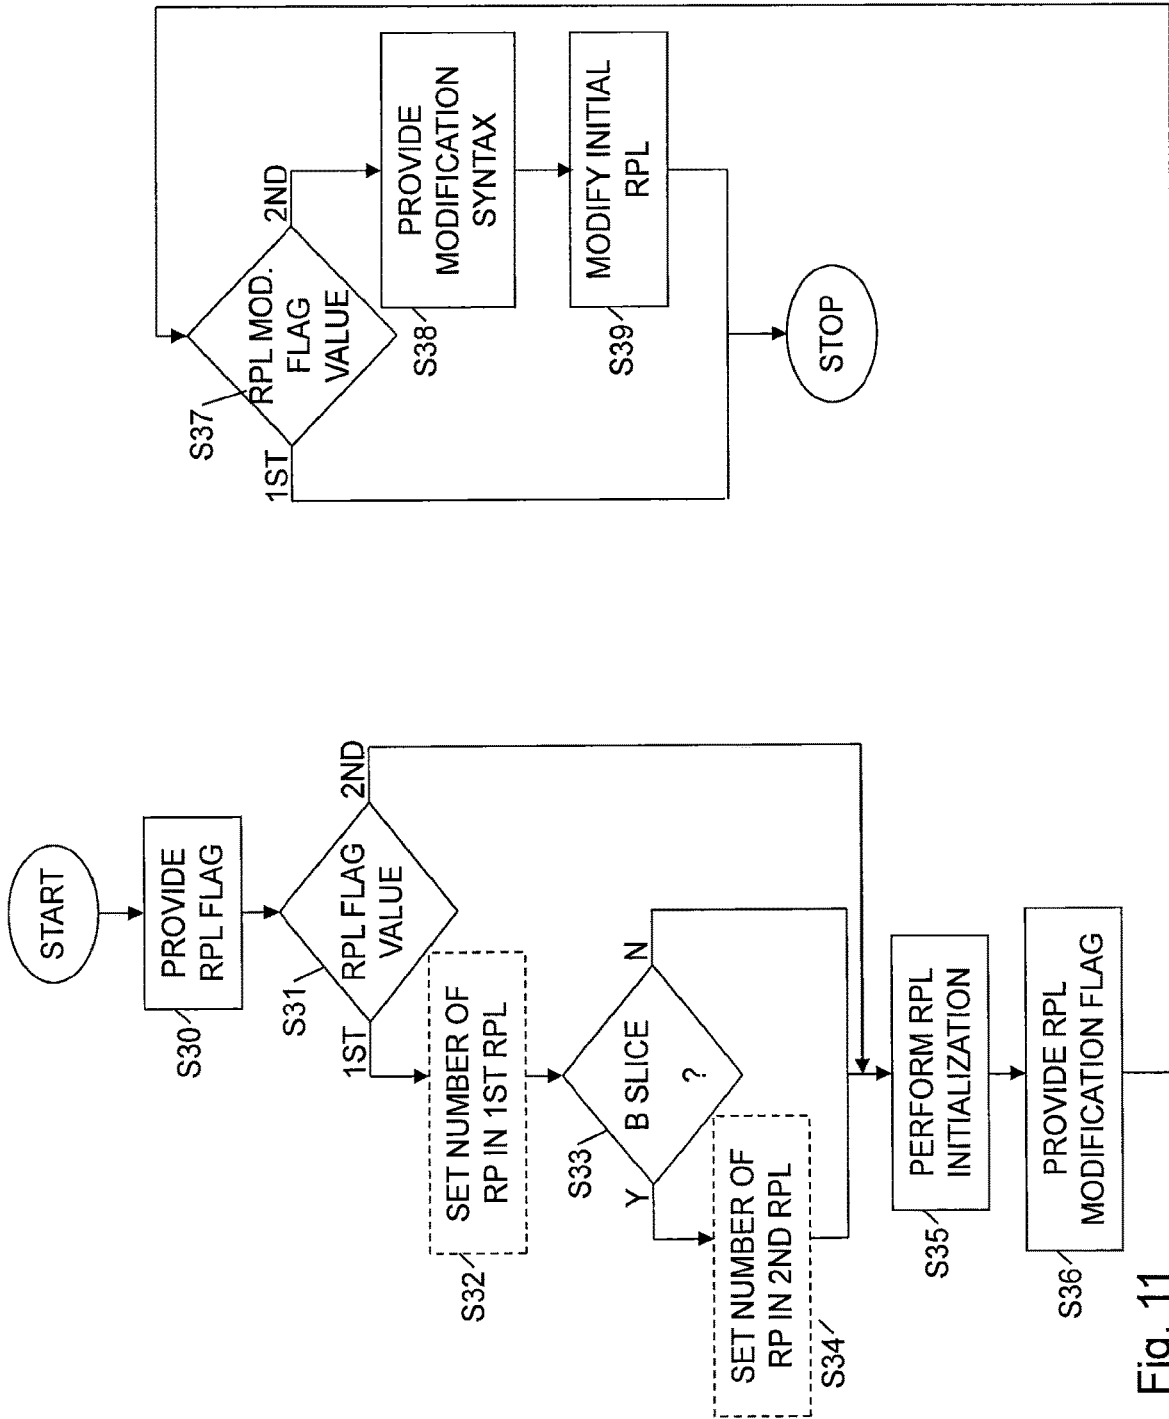 START
PROVIDE
RPL FLAG
S30
RPL FLAG
VALUE
S31
1ST
2ND
SET NUMBER OF
RP IN 1ST RPL
S32
B SLICE
?
S33
Y
N
SET NUMBER OF
RP IN 2ND RPL
S34
PERFORM RPL
INITIALIZATION
S35
PROVIDE RPL
MODIFICATION FLAG
S36
RPL MOD.
FLAG
VALUE
S37
1ST
2ND
PROVIDE
MODIFICATION
SYNTAX
S38
MODIFY INITIAL
RPL
S39
STOP
Fig. 11